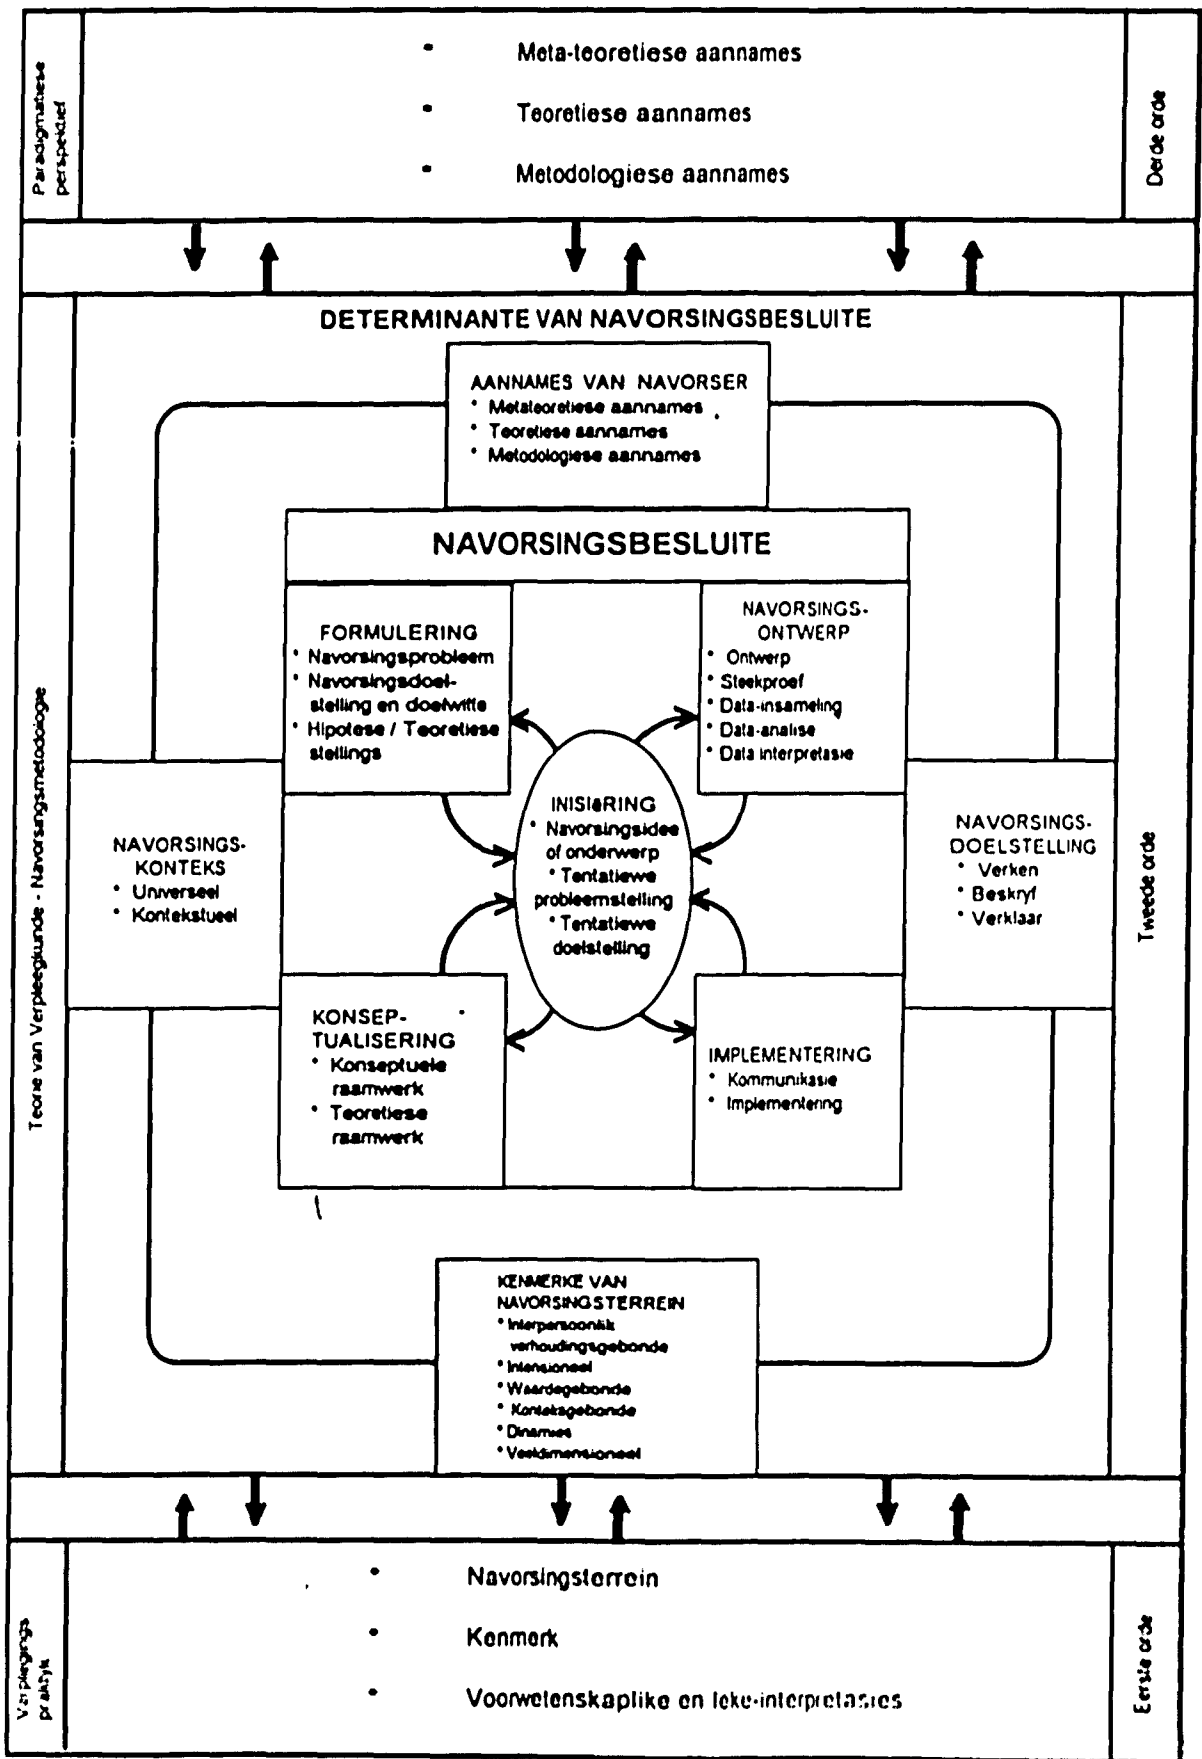 Paradigmatiese
perspektief
• Meta-teoretiese aannames
• Teoretiese aannames
• Metodologiese aannames
Derde orde
Teorie van Verpleegkunde - Navorsingsmetodologie
DETERMINANTE VAN NAVORSINGSBESLUITE
AANNAMES VAN NAVORSER
• Metateoretiese aannames
• Teoretiese aannames
• Metodologiese aannames
NAVORSINGSBESLUITE
FORMULERING
• Navorsingsprobleem
• Navorsingsdoel-
stelling en doelwitte
• Hipotese / Teoretiese
stellings
NAVORSINGS-
ONTWERP
• Ontwerp
• Steekproef
• Data-insameling
• Data-analise
• Data interpretasie
NAVORSINGS-
KONTEKS
• Universeel
• Kontekstueel
INISIëRING
• Navorsingsidee
of onderwerp
• Tentatiewe
probleemstelling
• Tentatiewe
doelstelling
NAVORSINGS-
DOELSTELLING
• Verken
• Beskryf
• Verklaar
KONSEP-
TUALISERING
• Konseptuele
raamwerk
• Teoretiese
raamwerk
IMPLEMENTERING
• Kommunikasie
• Implementering
KENMERKE VAN
NAVORSINGSTERREIN
• Interpersoonlik
verhoudingsgebonde
• Intensioneel
• Waardegebonde
• Konteksgebonde
• Dinamies
• Veeldimensioneel
Tweede orde
Verplegings
praktyk
• Navorsingsterrein
• Kenmerk
• Voorwetenskaplike en leke-interpretasies
Eerste orde